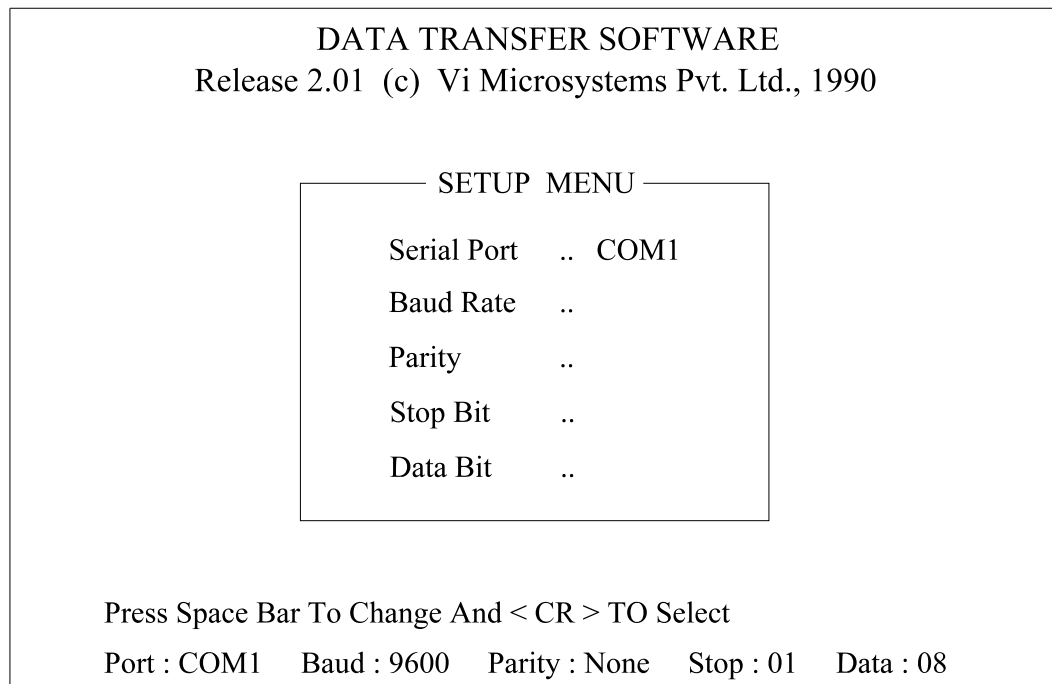 DATA TRANSFER SOFTWARE
Release 2.01 (c) Vi Microsystems Pvt. Ltd., 1990
SETUP MENU
Serial Port .. COM1
Baud Rate ..
Parity ..
Stop Bit ..
Data Bit ..
Press Space Bar To Change And < CR > TO Select
Port : COM1 Baud : 9600 Parity : None Stop : 01 Data : 08